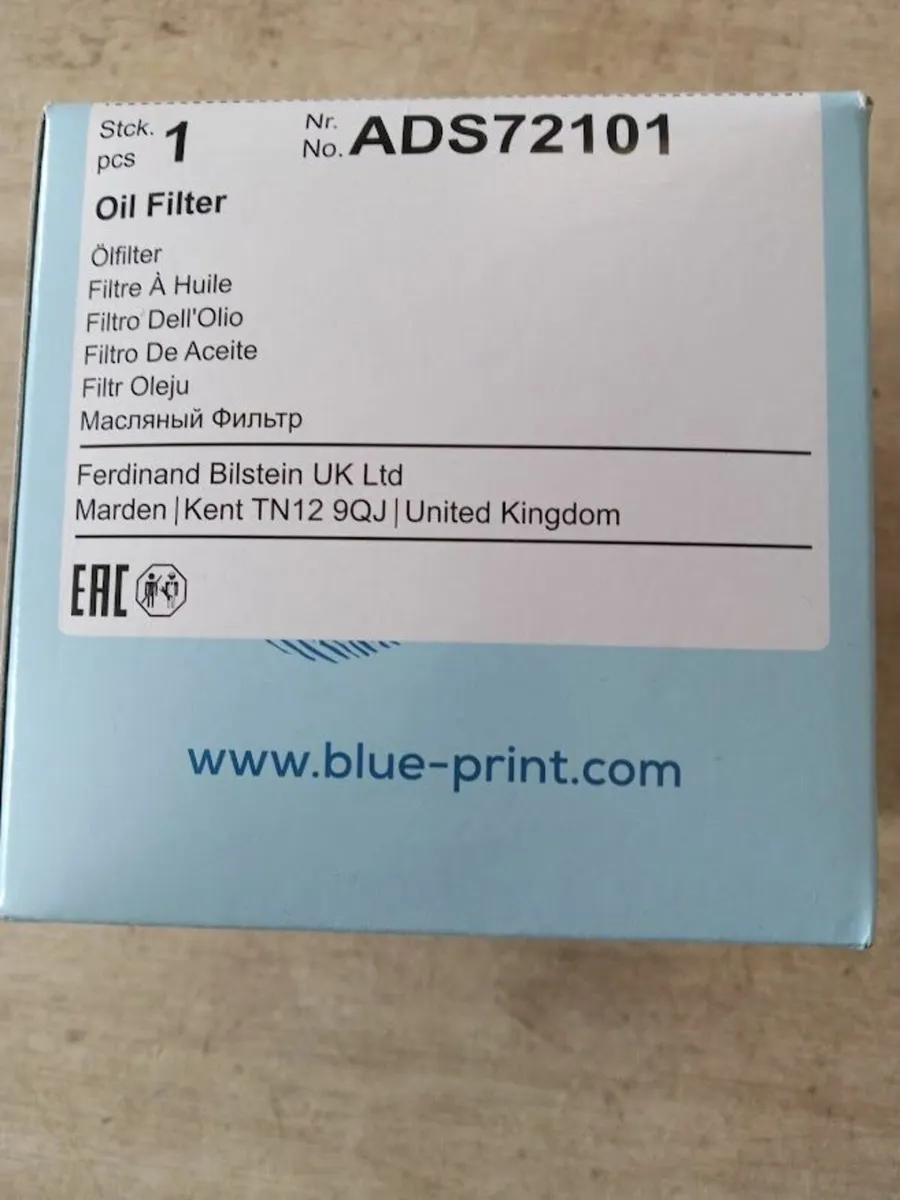 Stck. 1 Nr.
pcs No. ADS72101
Oil Filter
Ölfilter
Filtre À Huile
Filtro Dell'Olio
Filtro De Aceite
Filtr Oleju
Масляный Фильтр
Ferdinand Bilstein UK Ltd
Marden | Kent TN12 9QJ | United Kingdom
EAC
www.blue-print.com